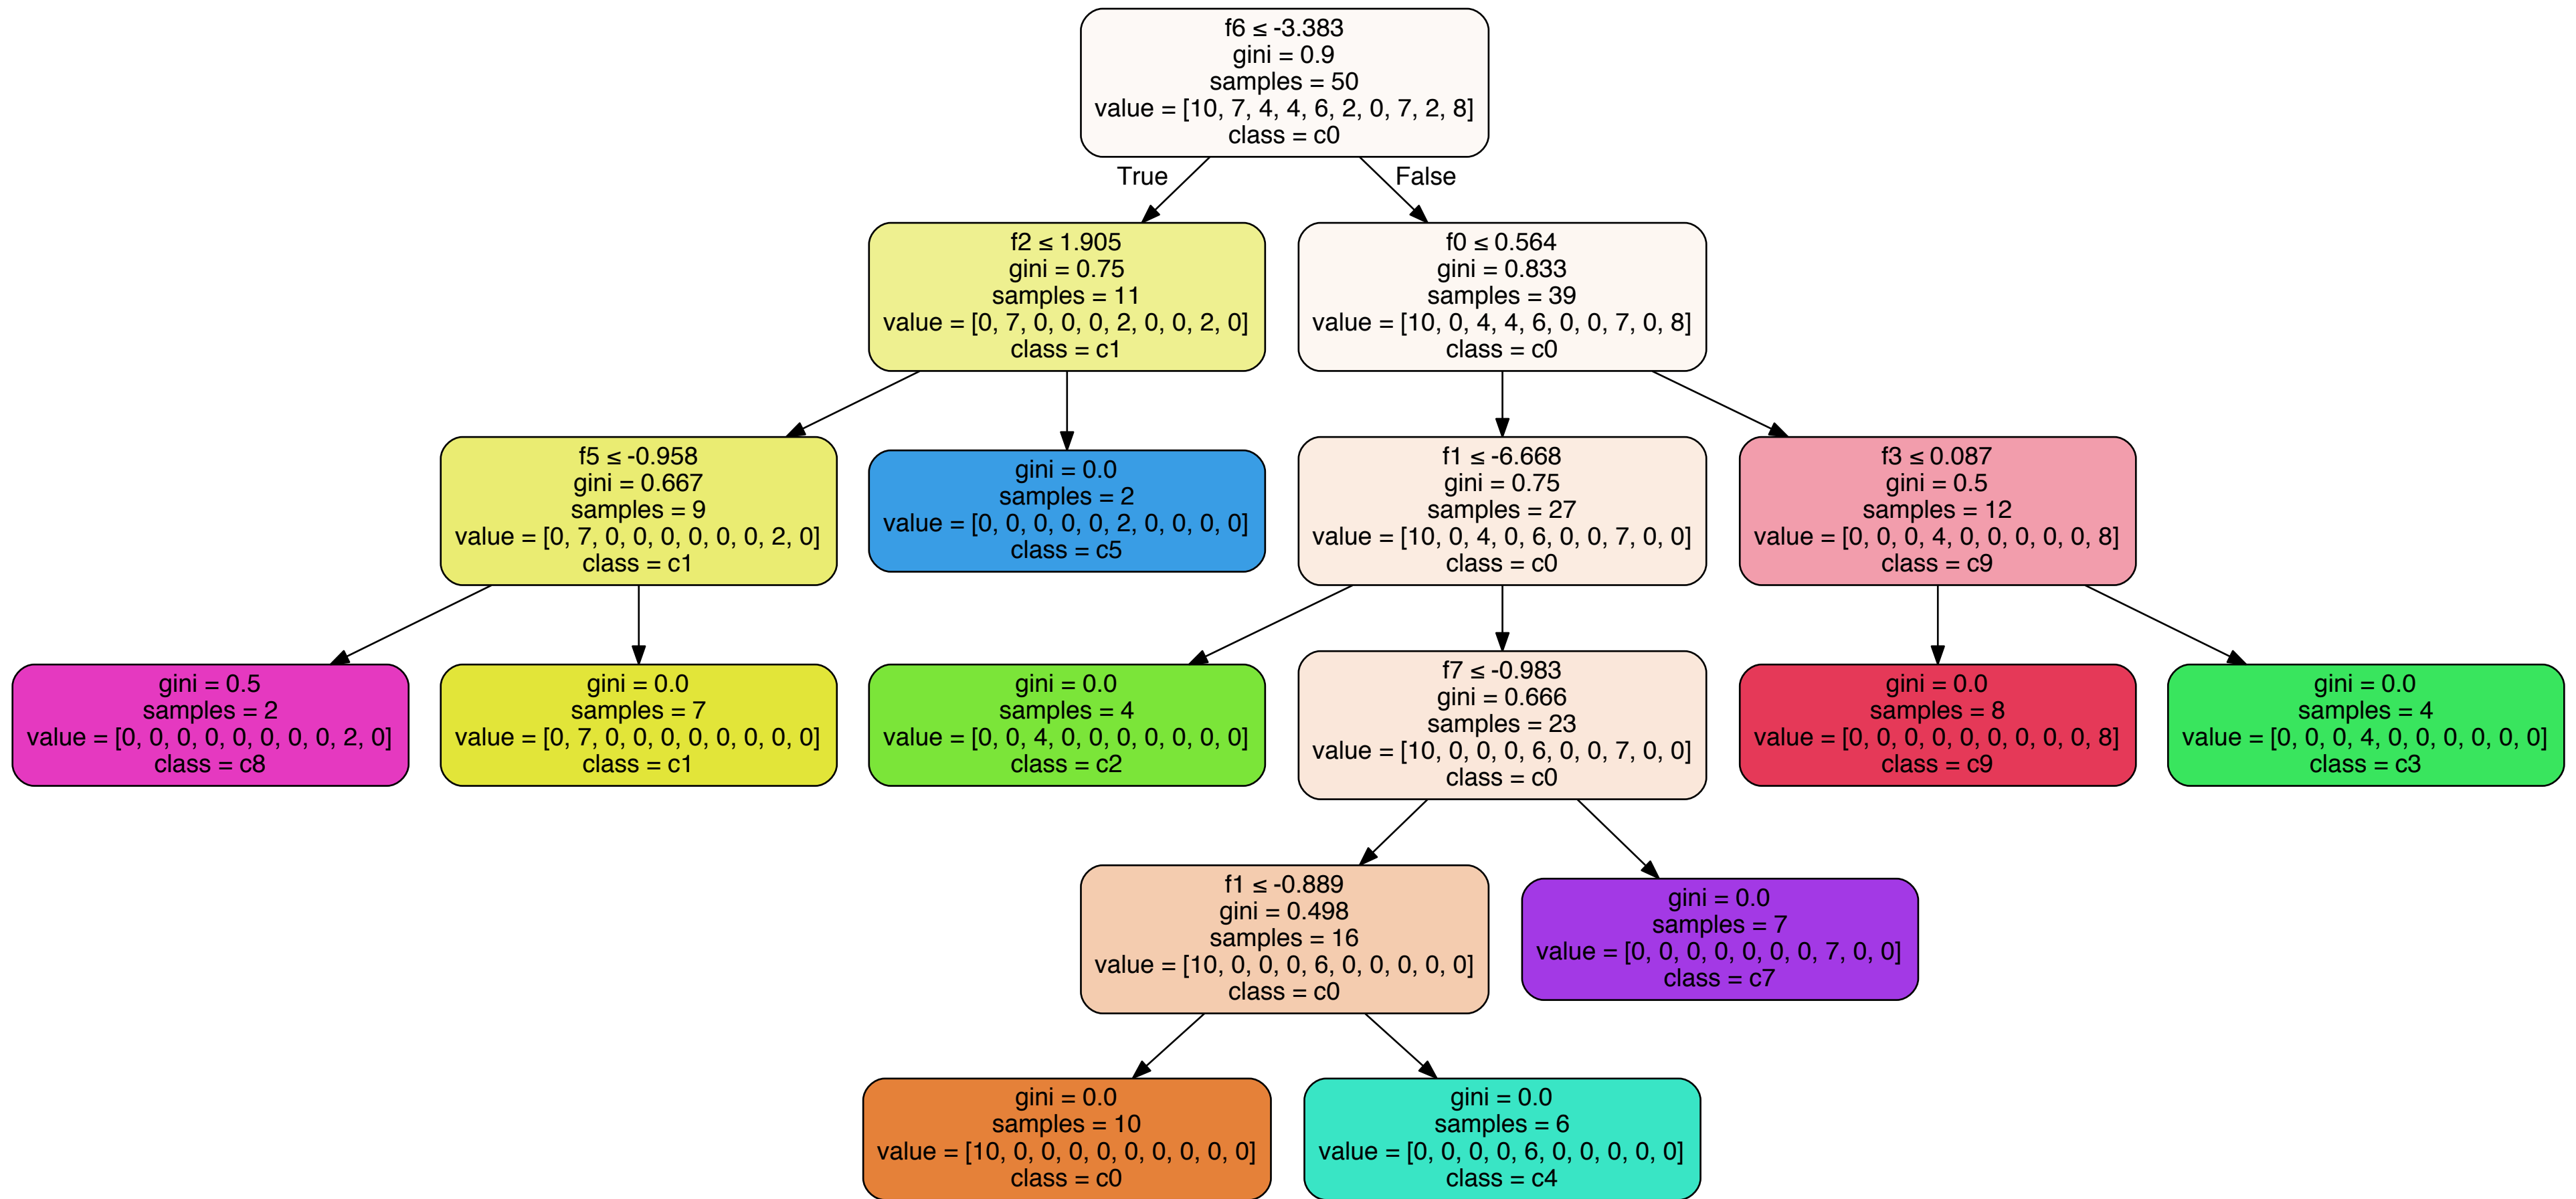 f6 ≤ -3.383
gini = 0.9
samples = 50
value = [10, 7, 4, 4, 6, 2, 0, 7, 2, 8]
class = c0
True
False
f2 ≤ 1.905
gini = 0.75
samples = 11
value = [0, 7, 0, 0, 0, 2, 0, 0, 2, 0]
class = c1
f0 ≤ 0.564
gini = 0.833
samples = 39
value = [10, 0, 4, 4, 6, 0, 0, 7, 0, 8]
class = c0
f5 ≤ -0.958
gini = 0.667
samples = 9
value = [0, 7, 0, 0, 0, 0, 0, 0, 2, 0]
class = c1
gini = 0.0
samples = 2
value = [0, 0, 0, 0, 0, 2, 0, 0, 0, 0]
class = c5
f1 ≤ -6.668
gini = 0.75
samples = 27
value = [10, 0, 4, 0, 6, 0, 0, 7, 0, 0]
class = c0
f3 ≤ 0.087
gini = 0.5
samples = 12
value = [0, 0, 0, 4, 0, 0, 0, 0, 0, 8]
class = c9
gini = 0.5
samples = 2
value = [0, 0, 0, 0, 0, 0, 0, 0, 2, 0]
class = c8
gini = 0.0
samples = 7
value = [0, 7, 0, 0, 0, 0, 0, 0, 0, 0]
class = c1
gini = 0.0
samples = 4
value = [0, 0, 4, 0, 0, 0, 0, 0, 0, 0]
class = c2
f7 ≤ -0.983
gini = 0.666
samples = 23
value = [10, 0, 0, 0, 6, 0, 0, 7, 0, 0]
class = c0
gini = 0.0
samples = 8
value = [0, 0, 0, 0, 0, 0, 0, 0, 0, 8]
class = c9
gini = 0.0
samples = 4
value = [0, 0, 0, 4, 0, 0, 0, 0, 0, 0]
class = c3
f1 ≤ -0.889
gini = 0.498
samples = 16
value = [10, 0, 0, 0, 6, 0, 0, 0, 0, 0]
class = c0
gini = 0.0
samples = 7
value = [0, 0, 0, 0, 0, 0, 0, 7, 0, 0]
class = c7
gini = 0.0
samples = 10
value = [10, 0, 0, 0, 0, 0, 0, 0, 0, 0]
class = c0
gini = 0.0
samples = 6
value = [0, 0, 0, 0, 6, 0, 0, 0, 0, 0]
class = c4